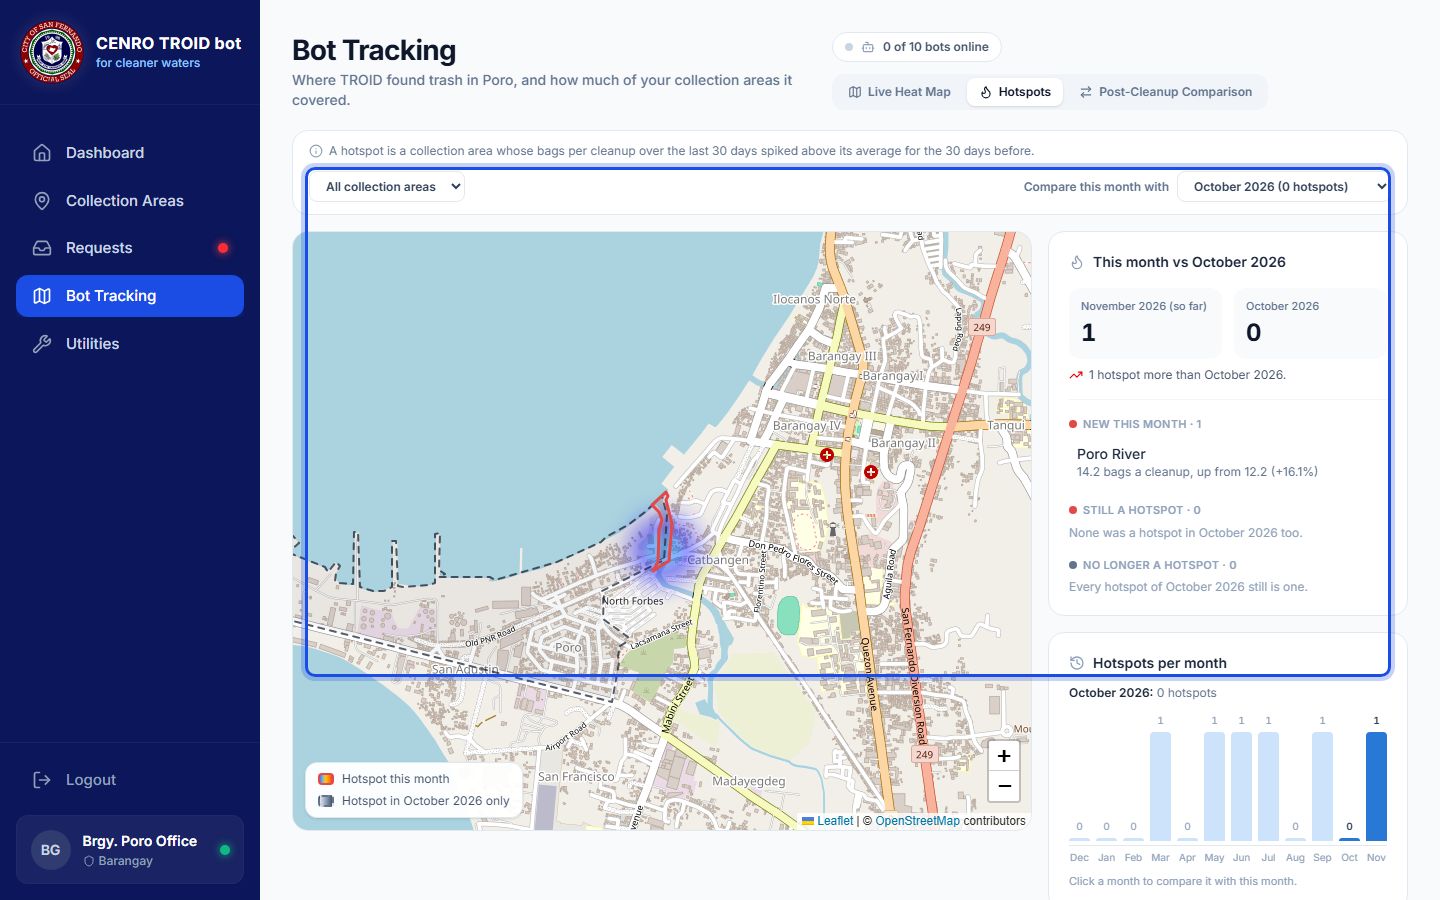 CITY OF SAN FERNANDO
OFFICIAL SEAL
CENRO TROID bot
for cleaner waters
Dashboard
Collection Areas
Requests
Bot Tracking
Utilities
Logout
BG
Brgy. Poro Office
Barangay
Bot Tracking
Where TROID found trash in Poro, and how much of your collection areas it
covered.
0 of 10 bots online
Live Heat Map
Hotspots
Post-Cleanup Comparison
A hotspot is a collection area whose bags per cleanup over the last 30 days spiked above its average for the 30 days before.
All collection areas
Compare this month with
October 2026 (0 hotspots)
Ilocanos Norte
249
Barangay III
Barangay I
Barangay IV
Barangay II
Tangui
Catbangen
Don Pedro Flores Street
Florentino Street
Aguila Road
North Forbes
Lacsamana Street
Old PNR Road
Poro
San Agustin
Mabini Street
Quezon Avenue
San Fernando Diversion Road
Airport Road
San Francisco
Madayegdeg
249
Mou
venue
+
−
Hotspot this month
Hotspot in October 2026 only
Leaflet | © OpenStreetMap contributors
This month vs October 2026
November 2026 (so far)
1
October 2026
0
1 hotspot more than October 2026.
NEW THIS MONTH · 1
Poro River
14.2 bags a cleanup, up from 12.2 (+16.1%)
STILL A HOTSPOT · 0
None was a hotspot in October 2026 too.
NO LONGER A HOTSPOT · 0
Every hotspot of October 2026 still is one.
Hotspots per month
October 2026: 0 hotspots
0 0 0 1 0 1 1 1 0 1 0 1
Dec Jan Feb Mar Apr May Jun Jul Aug Sep Oct Nov
Click a month to compare it with this month.